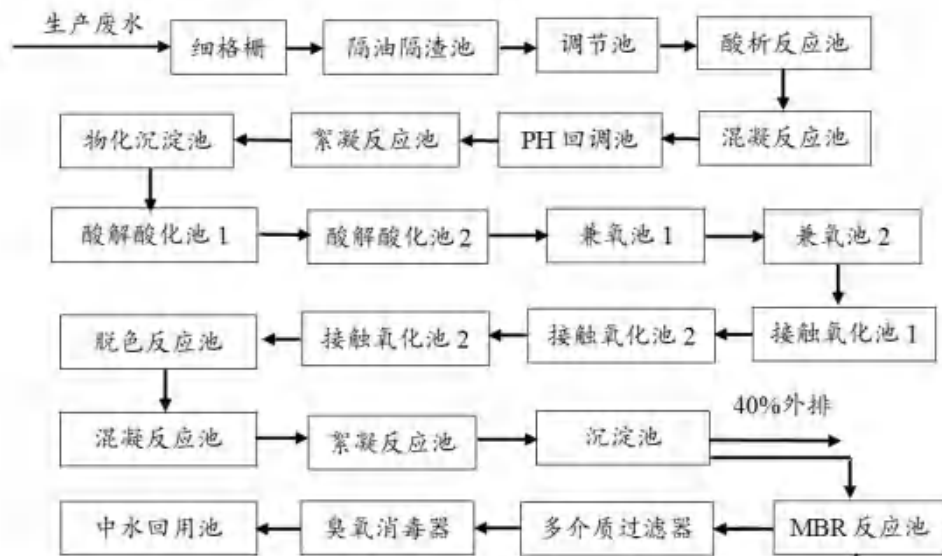 生产废水
细格栅
隔油隔渣池
调节池
酸析反应池
物化沉淀池
絮凝反应池
PH 回调池
混凝反应池
酸解酸化池 1
酸解酸化池 2
兼氧池 1
兼氧池 2
脱色反应池
接触氧化池 2
接触氧化池 2
接触氧化池 1
40%外排
混凝反应池
絮凝反应池
沉淀池
中水回用池
臭氧消毒器
多介质过滤器
MBR 反应池